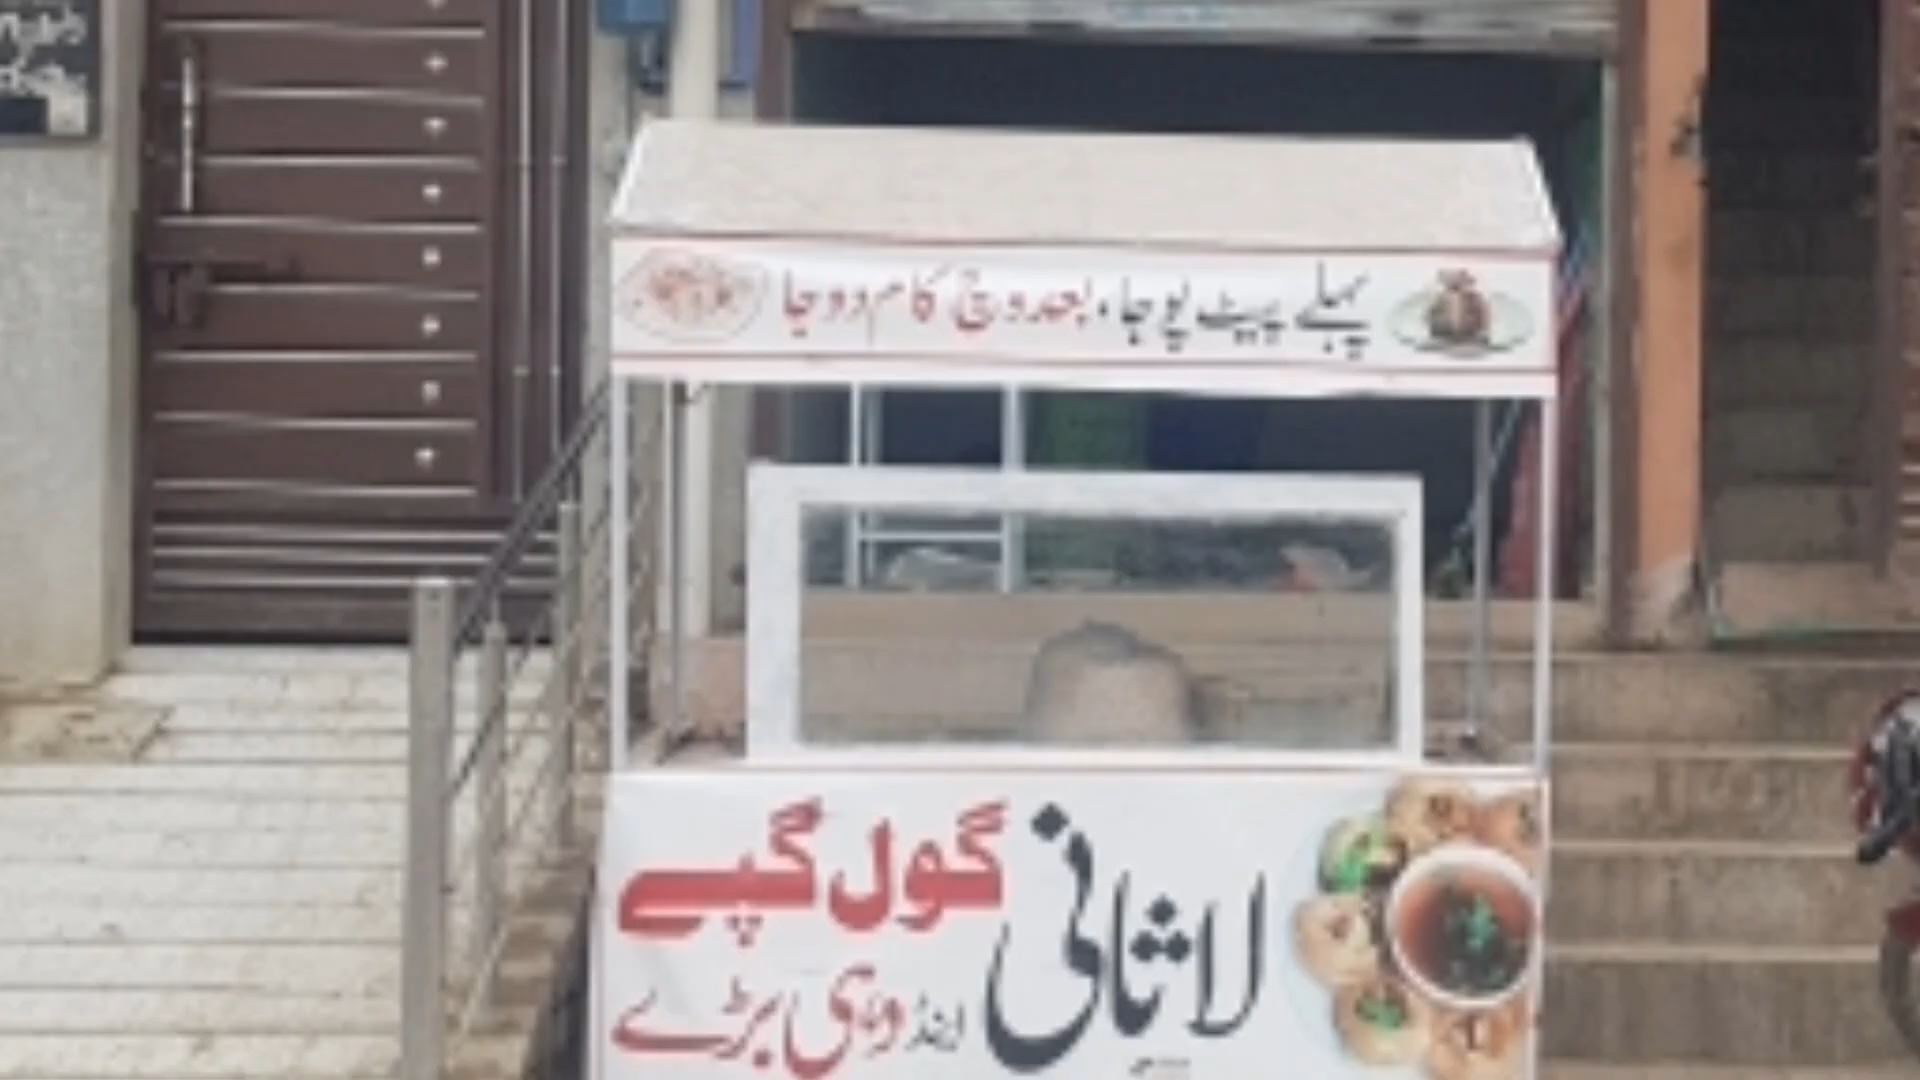 پہلے پیٹ پوجا، بعد وچ کام دوجا
لاثانی گول گپے
اینڈ دہی بڑے